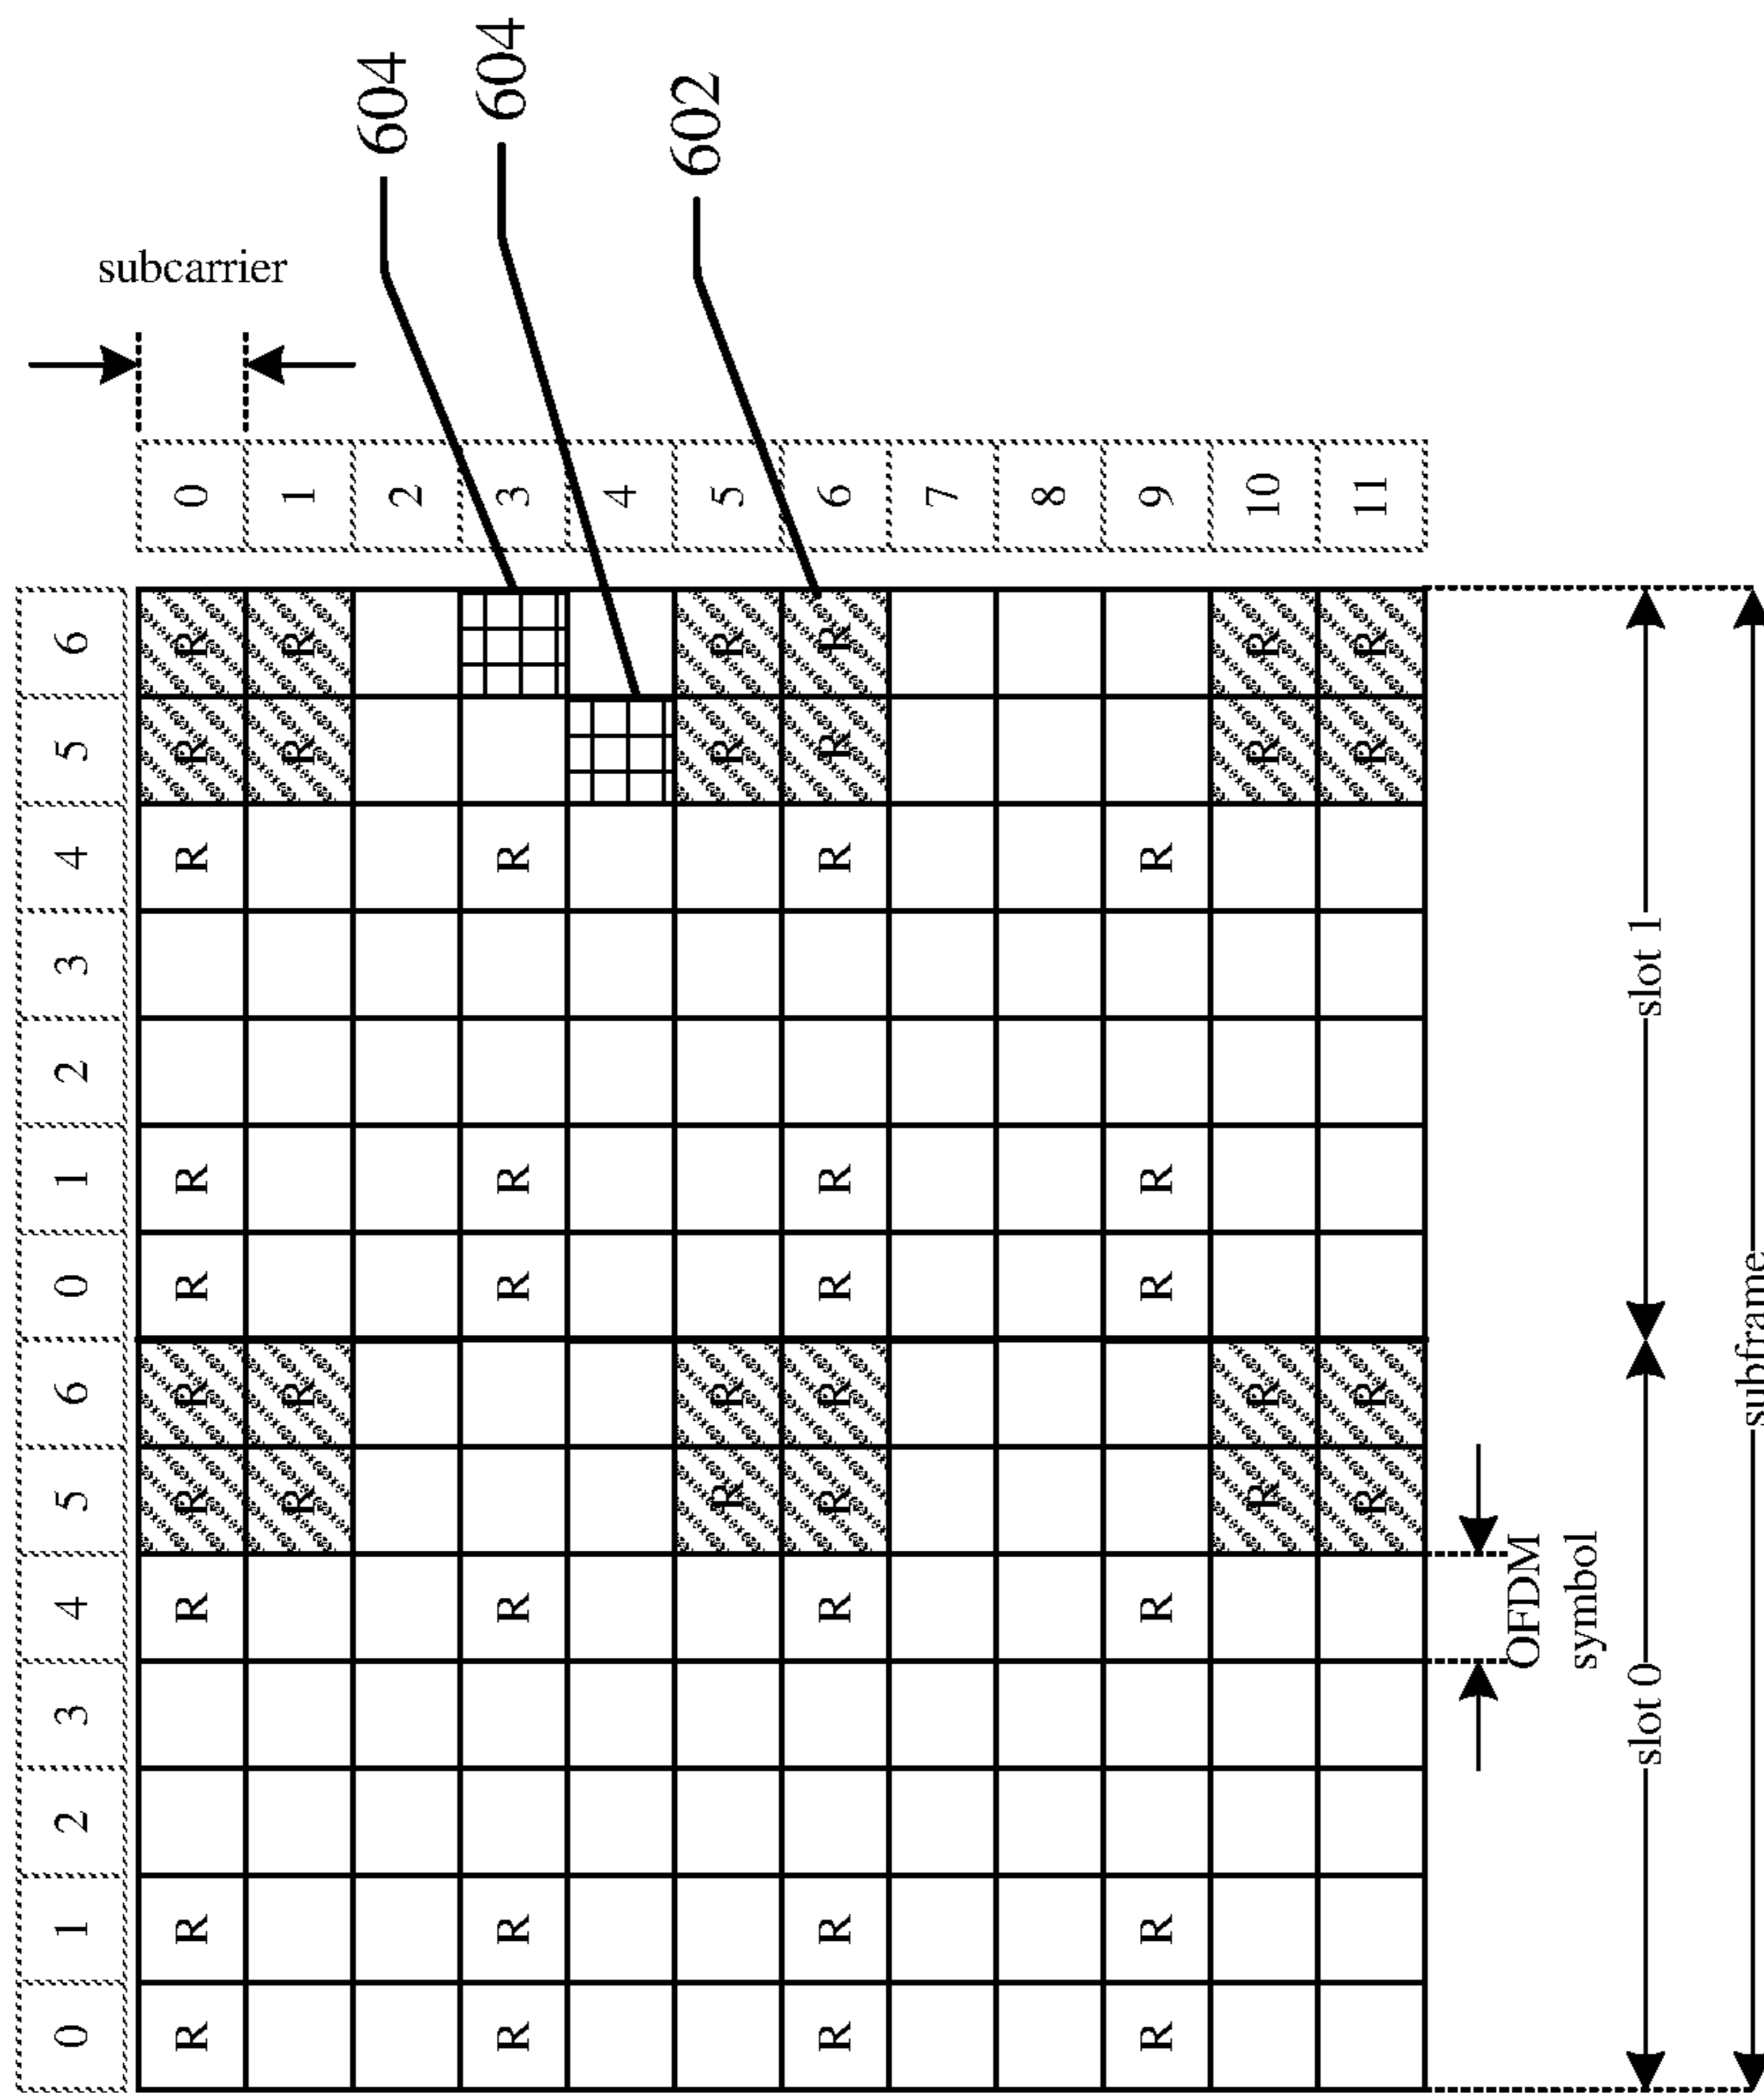 0 1 2 3 4 5 6 0 1 2 3 4 5 6
subcarrier
R R R R R R R R R R 0
604
R R R R 1
2
604
R R R R R R 3
4
R R R R 5
602
R R R R R R R R R R 6
7
8
R R R R R R 9
R R R R 10
R R R R 11
OFDM
symbol
slot 0 slot 1
subframe